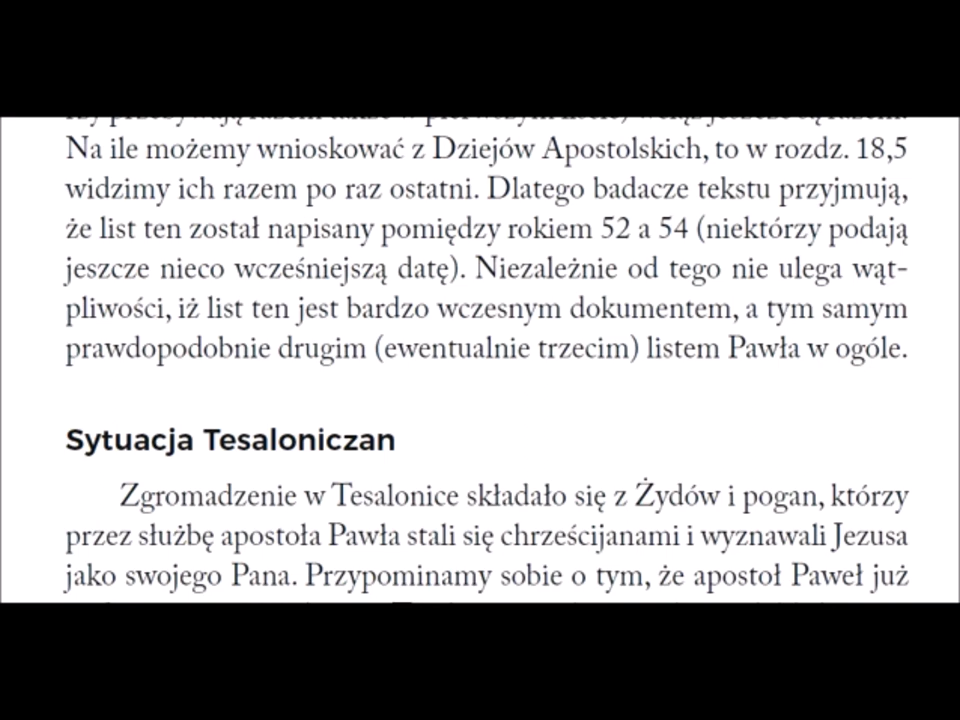 Na ile możemy wnioskować z Dziejów Apostolskich, to w rozdz. 18,5
widzimy ich razem po raz ostatni. Dlatego badacze tekstu przyjmują,
że list ten został napisany pomiędzy rokiem 52 a 54 (niektórzy podają
jeszcze nieco wcześniejszą datę). Niezależnie od tego nie ulega wąt-
pliwości, iż list ten jest bardzo wczesnym dokumentem, a tym samym
prawdopodobnie drugim (ewentualnie trzecim) listem Pawła w ogóle.
Sytuacja Tesaloniczan
Zgromadzenie w Tesalonice składało się z Żydów i pogan, którzy
przez służbę apostoła Pawła stali się chrześcijanami i wyznawali Jezusa
jako swojego Pana. Przypominamy sobie o tym, że apostoł Paweł już